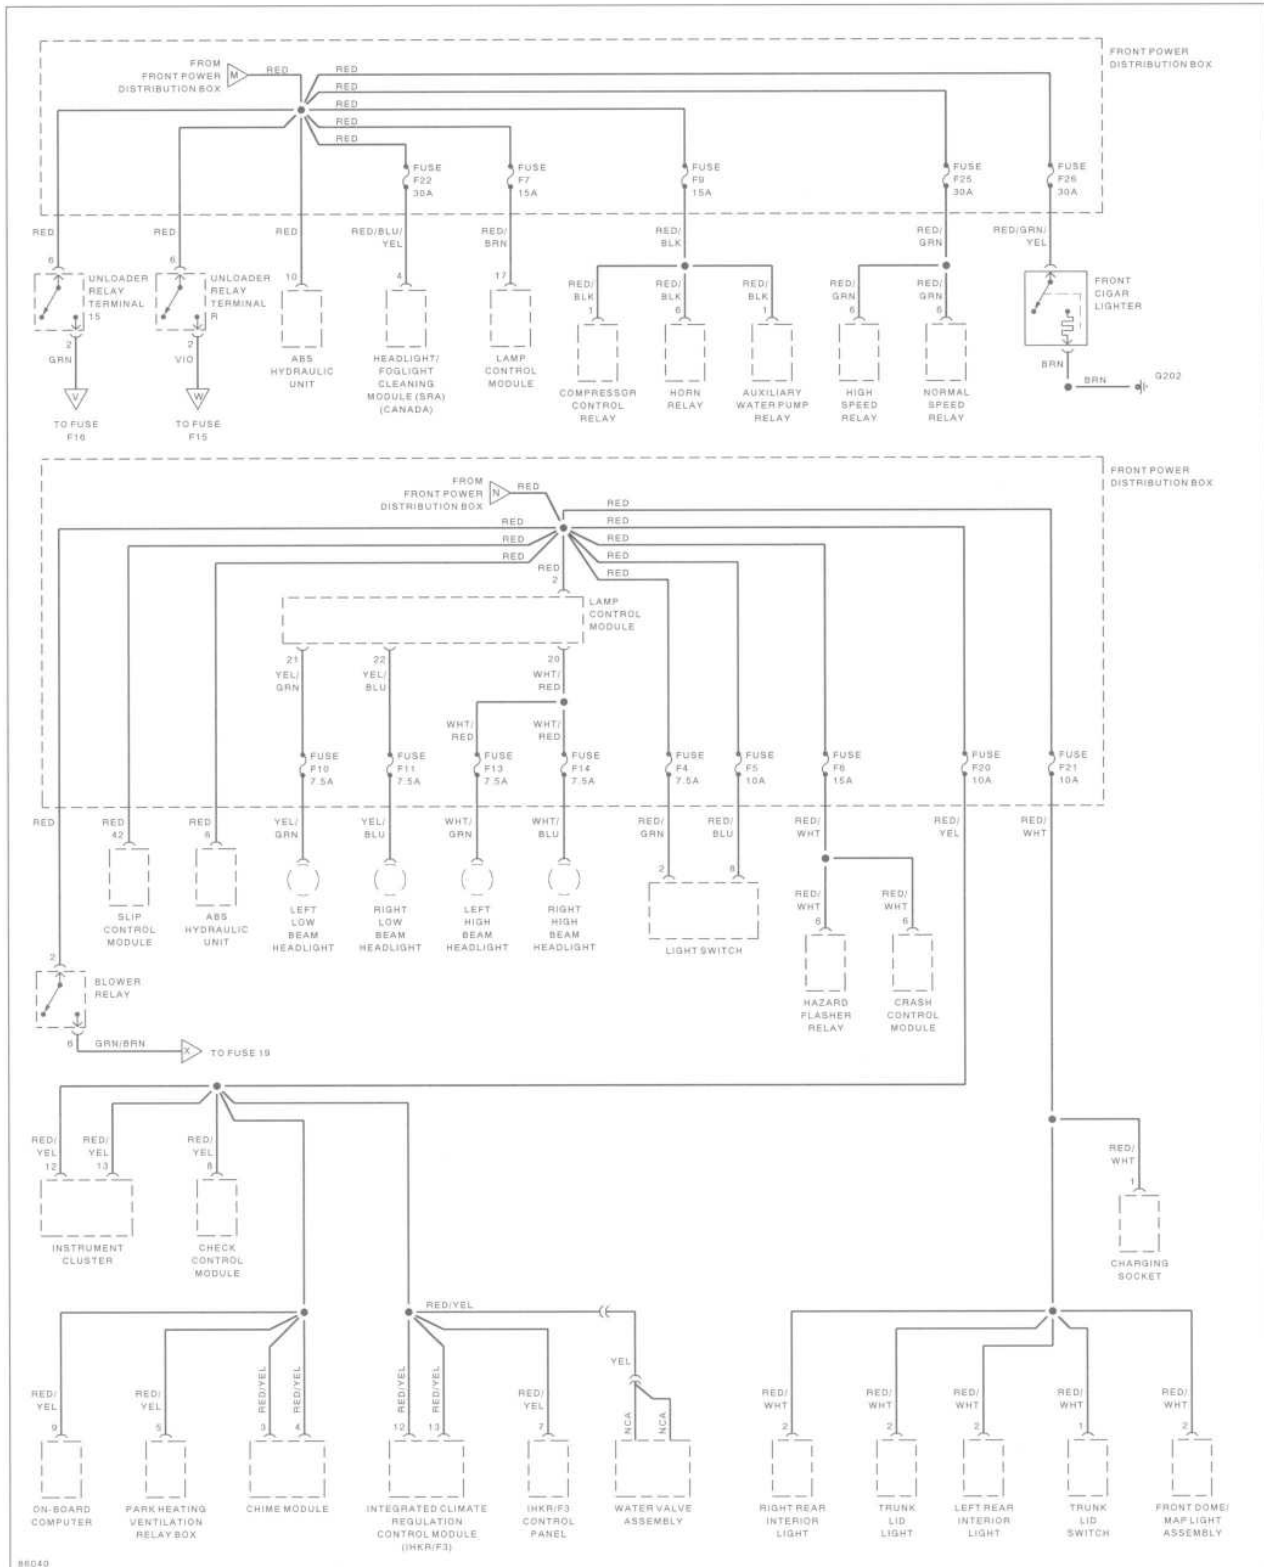 FRONT POWER
DISTRIBUTION BOX
FROM
FRONT POWER
DISTRIBUTION BOX
M
RED
RED
RED
RED
RED
RED
FUSE
F22
30A
FUSE
F7
15A
FUSE
F9
15A
FUSE
F25
30A
FUSE
F26
30A
RED
RED
RED
RED/BLU/
YEL
RED/
BRN
RED/
BLK
RED/
GRN
RED/GRN/
YEL
6
UNLOADER
RELAY
TERMINAL
15
6
UNLOADER
RELAY
TERMINAL
R
10
4
17
RED/
BLK
1
RED/
BLK
6
RED/
BLK
1
RED/
GRN
6
RED/
GRN
6
FRONT
CIGAR
LIGHTER
2
GRN
2
VIO
ABS
HYDRAULIC
UNIT
HEADLIGHT/
FOGLIGHT
CLEANING
MODULE (SRA)
(CANADA)
LAMP
CONTROL
MODULE
COMPRESSOR
CONTROL
RELAY
HORN
RELAY
AUXILIARY
WATER PUMP
RELAY
HIGH
SPEED
RELAY
NORMAL
SPEED
RELAY
BRN
BRN
G202
V
W
TO FUSE
F16
TO FUSE
F15
FRONT POWER
DISTRIBUTION BOX
FROM
FRONT POWER
DISTRIBUTION BOX
N
RED
RED
RED
RED
RED
RED
RED
RED
RED
RED
2
LAMP
CONTROL
MODULE
21
22
20
YEL/
GRN
YEL/
BLU
WHT/
RED
WHT/
RED
WHT/
RED
FUSE
F10
7.5A
FUSE
F11
7.5A
FUSE
F13
7.5A
FUSE
F14
7.5A
FUSE
F4
7.5A
FUSE
F5
10A
FUSE
F6
15A
FUSE
F20
10A
FUSE
F21
10A
RED
RED
42
RED
6
YEL/
GRN
YEL/
BLU
WHT/
GRN
WHT/
BLU
RED/
GRN
RED/
BLU
RED/
WHT
RED/
YEL
RED/
WHT
2
8
SLIP
CONTROL
MODULE
ABS
HYDRAULIC
UNIT
LEFT
LOW
BEAM
HEADLIGHT
RIGHT
LOW
BEAM
HEADLIGHT
LEFT
HIGH
BEAM
HEADLIGHT
RIGHT
HIGH
BEAM
HEADLIGHT
LIGHT SWITCH
RED/
WHT
6
RED/
WHT
6
HAZARD
FLASHER
RELAY
CRASH
CONTROL
MODULE
2
BLOWER
RELAY
6
GRN/BRN
X
TO FUSE 19
RED/
YEL
12
RED/
YEL
13
RED/
YEL
8
INSTRUMENT
CLUSTER
CHECK
CONTROL
MODULE
RED/
WHT
1
CHARGING
SOCKET
RED/YEL
YEL
RED/
YEL
9
RED/
YEL
5
RED/YEL
3
RED/YEL
4
RED/YEL
12
RED/YEL
13
RED/
YEL
7
NCA
NCA
RED/
WHT
2
RED/
WHT
2
RED/
WHT
2
RED/
WHT
1
RED/
WHT
2
ON-BOARD
COMPUTER
PARK HEATING
VENTILATION
RELAY BOX
CHIME MODULE
INTEGRATED CLIMATE
REGULATION
CONTROL MODULE
(IHKR/F3)
IHKR/F3
CONTROL
PANEL
WATER VALVE
ASSEMBLY
RIGHT REAR
INTERIOR
LIGHT
TRUNK
LID
LIGHT
LEFT REAR
INTERIOR
LIGHT
TRUNK
LID
SWITCH
FRONT DOME/
MAP LIGHT
ASSEMBLY
86040